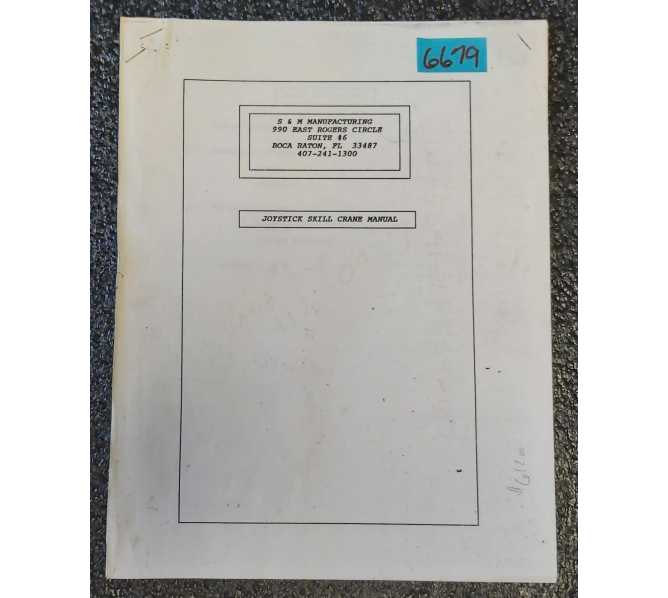 6679
S & M MANUFACTURING
990 EAST ROGERS CIRCLE
SUITE #6
BOCA RATON, FL 33487
407-241-1300
JOYSTICK SKILL CRANE MANUAL